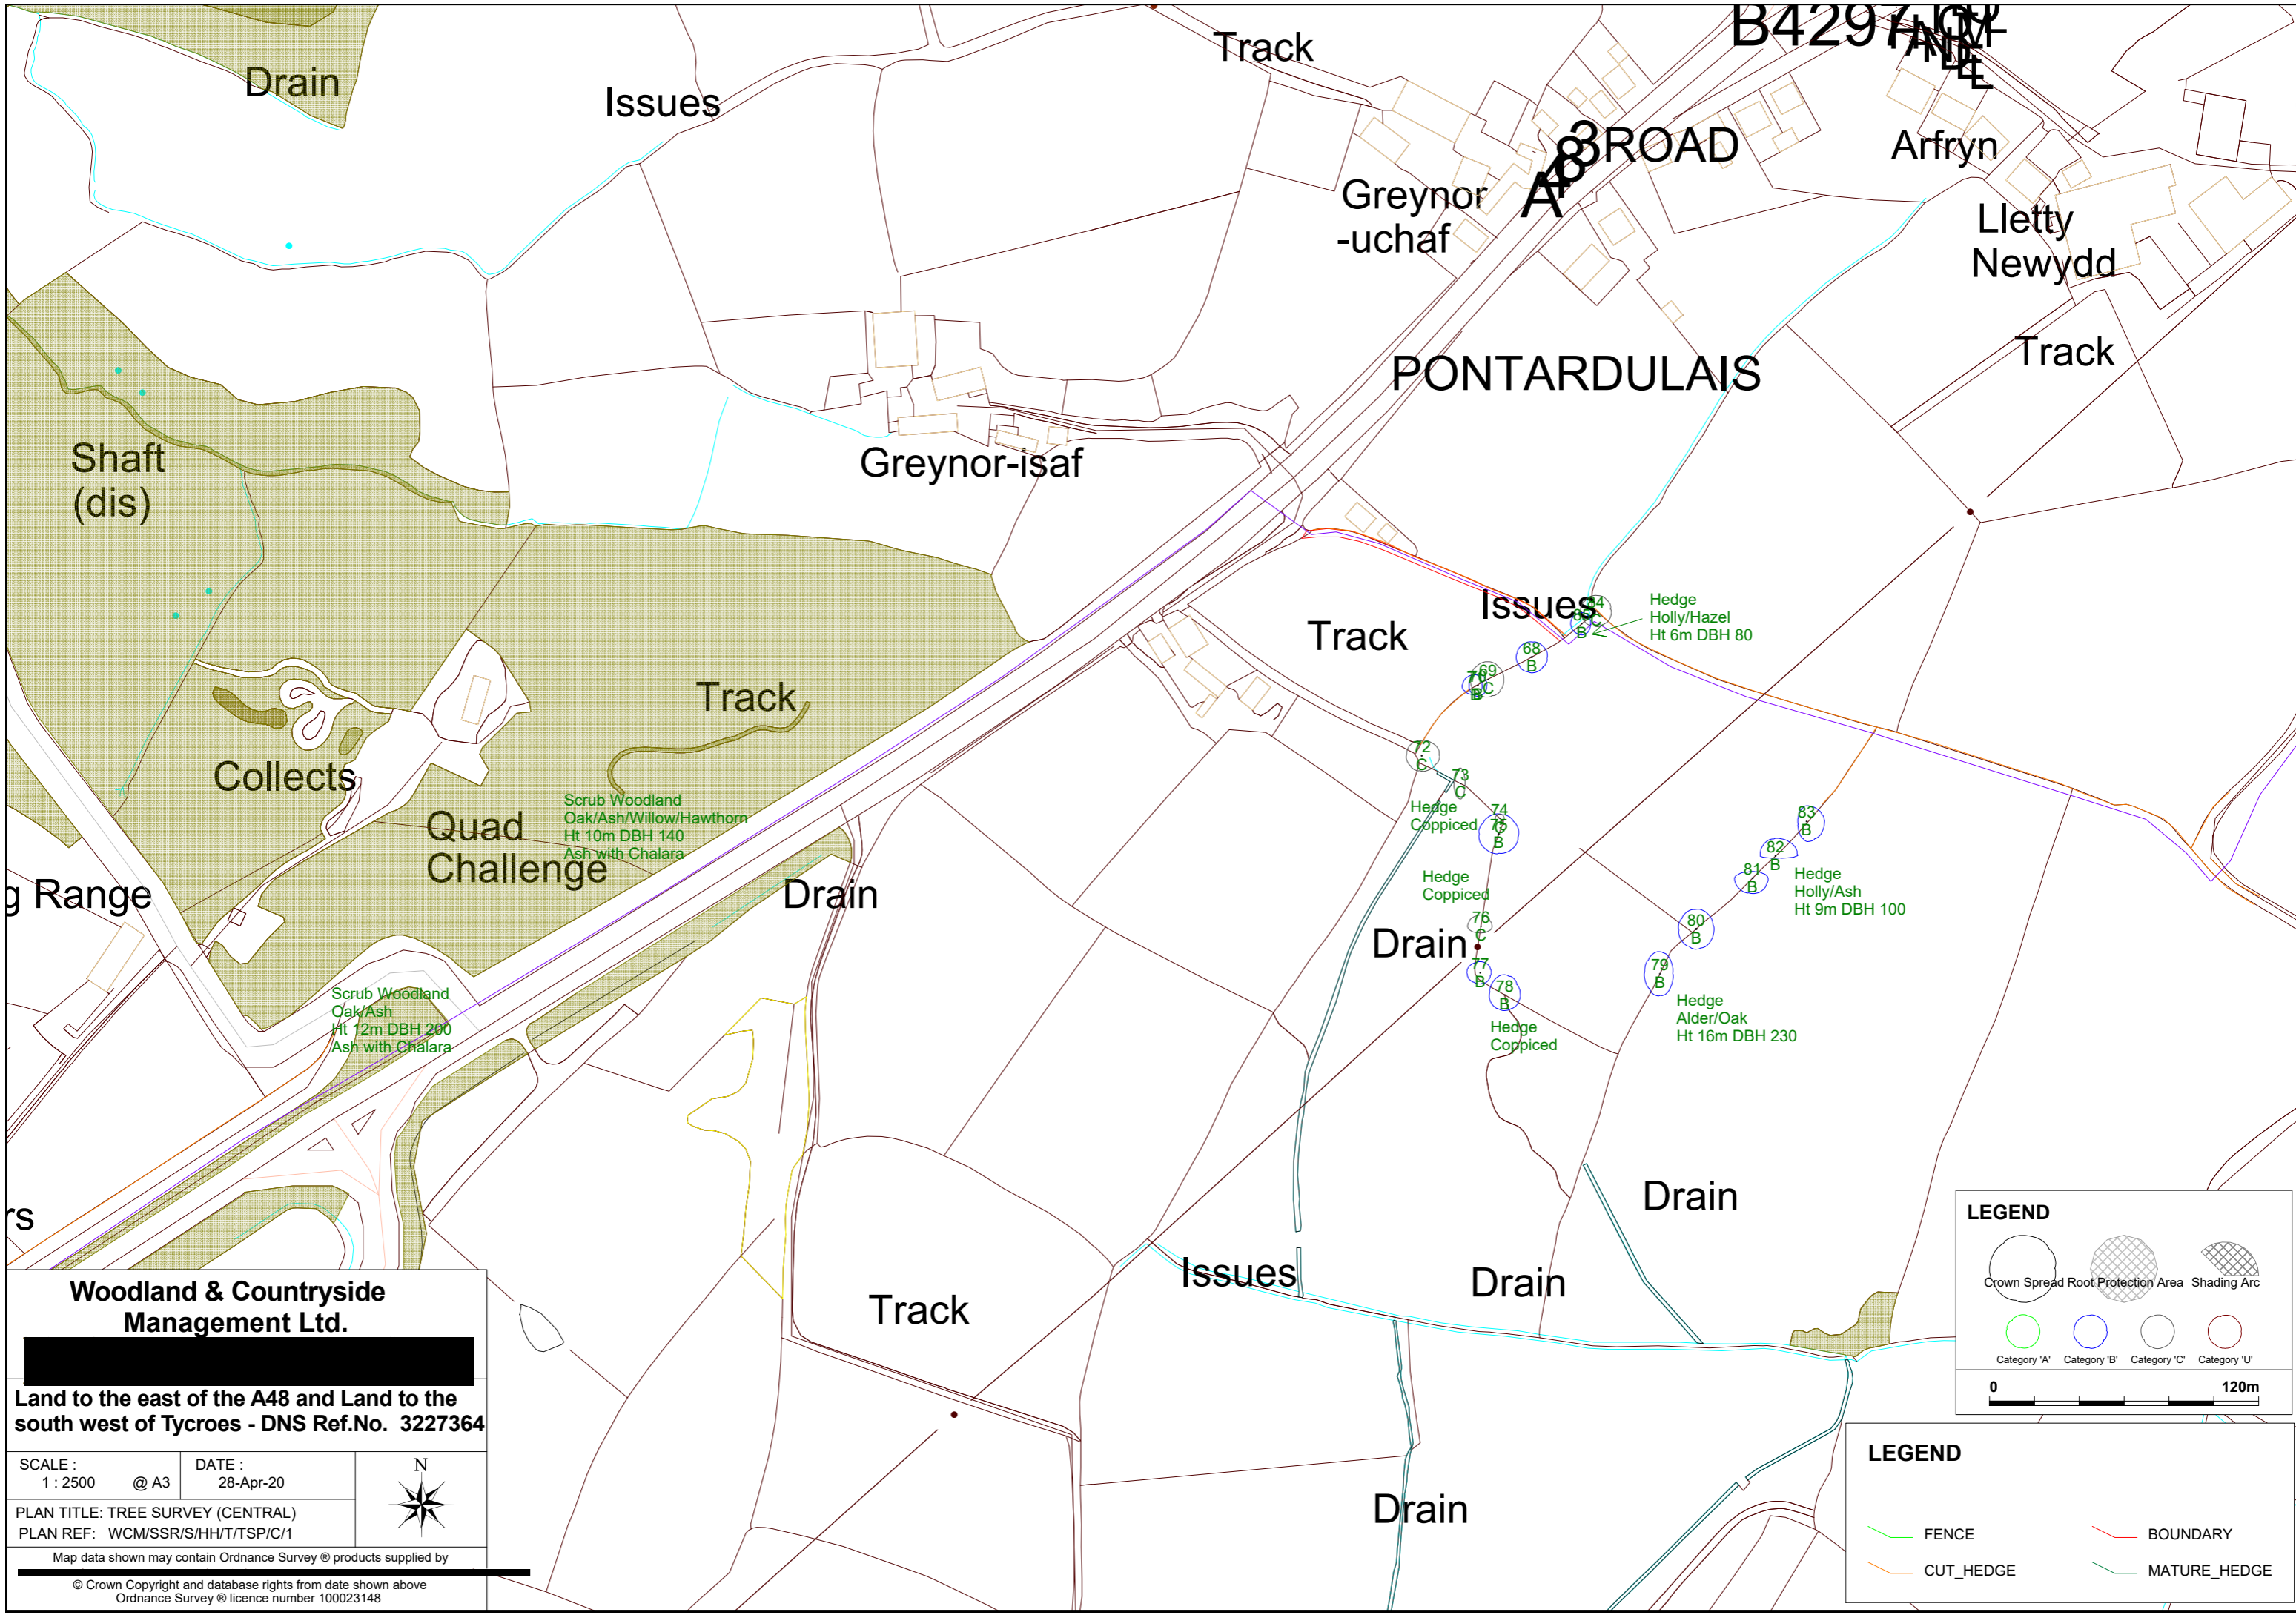 Drain
Issues
Track
B4297
A
4
8
3ROAD
Arfryn
Greynor
-uchaf
Lletty
Newydd
Track
PONTARDULAIS
Shaft
(dis)
Greynor-isaf
Issues
84
C
85
B
Hedge
Holly/Hazel
Ht 6m DBH 80
Track
68
B
69
C
B
Track
72
C
73
C
Collects
Scrub Woodland
Oak/Ash/Willow/Hawthorn
Ht 10m DBH 140
Ash with Chalara
Quad
Challenge
Hedge
Coppiced
74
75
B
83
B
82
B
81
B
Hedge
Holly/Ash
Ht 9m DBH 100
g Range
Drain
Hedge
Coppiced
76
C
Drain
80
B
77
B
78
B
79
B
Scrub Woodland
Oak/Ash
Ht 12m DBH 200
Ash with Chalara
Hedge
Alder/Oak
Ht 16m DBH 230
Hedge
Coppiced
rs
Drain
Issues
Drain
Track
Drain
LEGEND
Crown Spread Root Protection Area Shading Arc
Category 'A' Category 'B' Category 'C' Category 'U'
0 120m
LEGEND
FENCE BOUNDARY
CUT_HEDGE MATURE_HEDGE
Woodland & Countryside
Management Ltd.
Land to the east of the A48 and Land to the
south west of Tycroes - DNS Ref.No. 3227364
SCALE :
1 : 2500 @ A3
DATE :
28-Apr-20
N
PLAN TITLE: TREE SURVEY (CENTRAL)
PLAN REF: WCM/SSR/S/HH/T/TSP/C/1
Map data shown may contain Ordnance Survey ® products supplied by
© Crown Copyright and database rights from date shown above
Ordnance Survey ® licence number 100023148